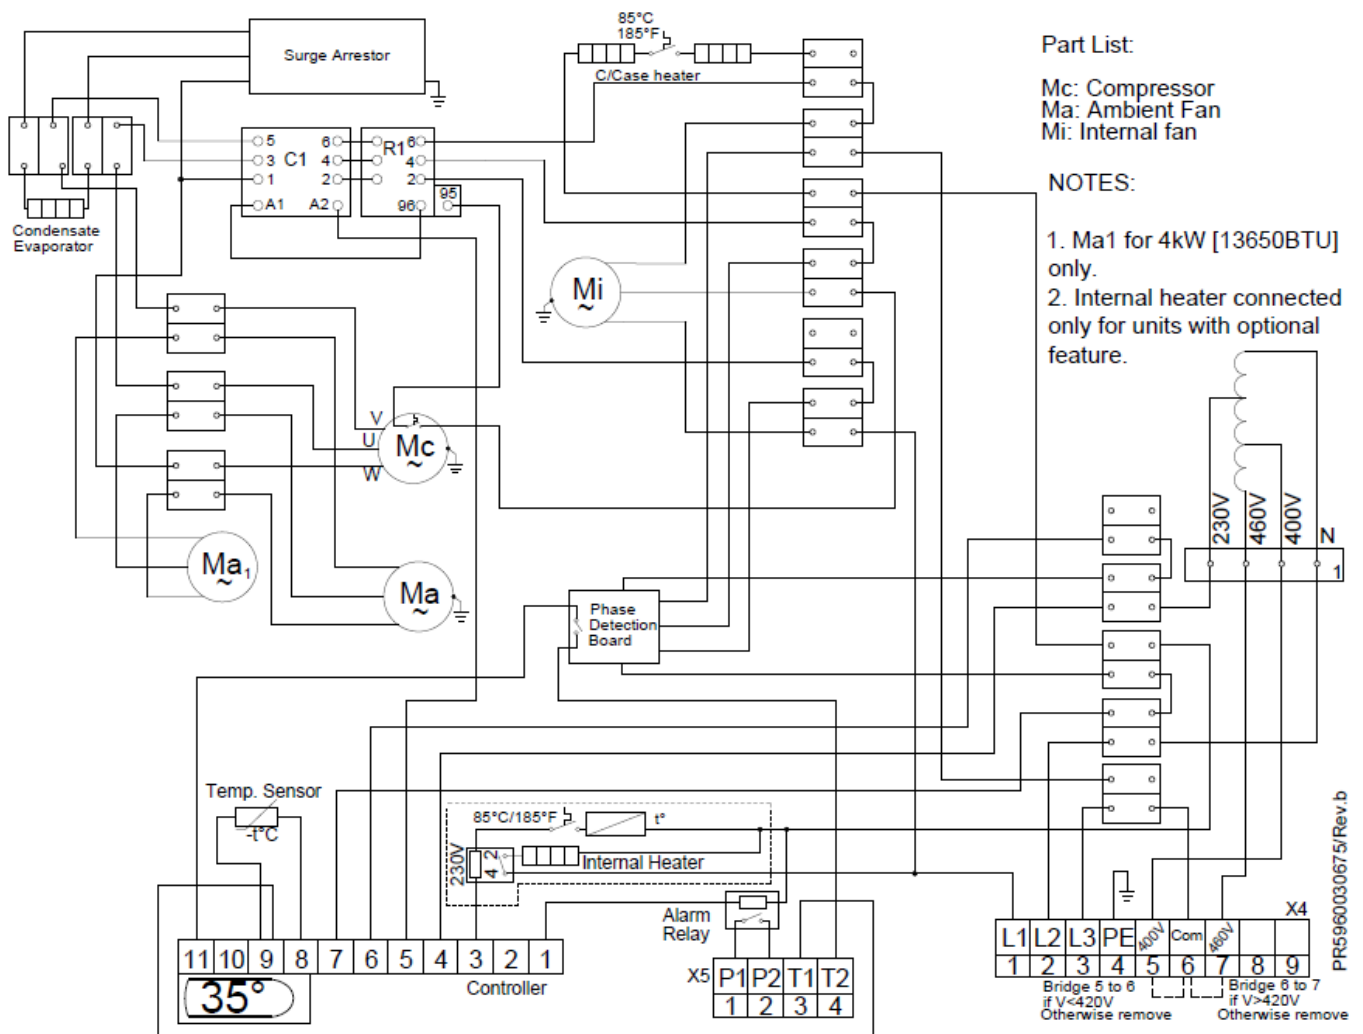 85°C
185°F
Surge Arrestor
C/Case heater
Part List:
Mc: Compressor
Ma: Ambient Fan
Mi: Internal fan
NOTES:
1. Ma1 for 4kW [13650BTU]
only.
2. Internal heater connected
only for units with optional
feature.
5 6 R1 6
3 C1 4 4
1 2 2
A1 A2 96 95
Condensate
Evaporator
Mi
~
V
U
W
Mc
~
Ma1
~
Ma
~
230V 460V 400V N
1
Phase
Detection
Board
Temp. Sensor
-t°C
85°C/185°F
t°
230V
2
4
Internal Heater
Alarm
Relay
11 10 9 8 7 6 5 4 3 2 1
35°
Controller
X5 P1 P2 T1 T2
1 2 3 4
X4
L1 L2 L3 PE 400V Com 460V
1 2 3 4 5 6 7 8 9
Bridge 5 to 6
if V<420V
Otherwise remove
Bridge 6 to 7
if V>420V
Otherwise remove
PR5960030675/Rev.b